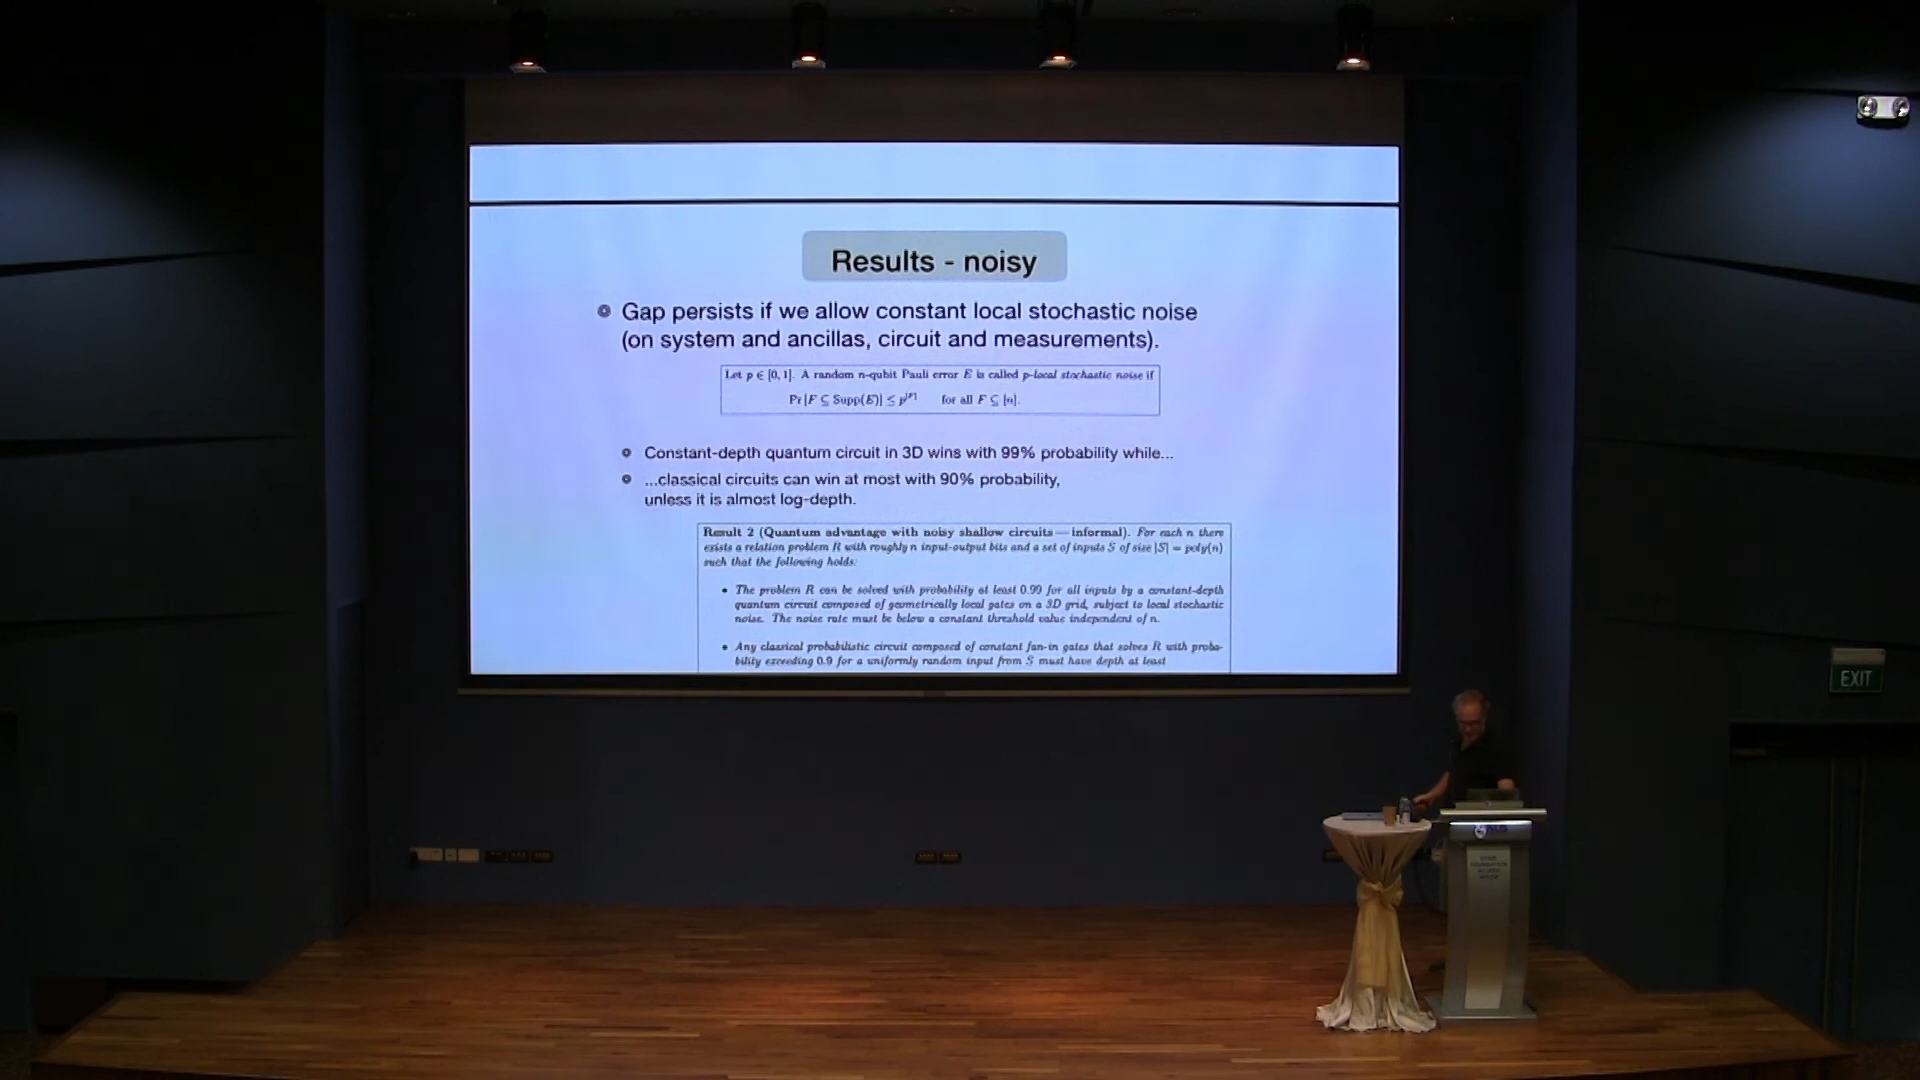 Results - noisy
Gap persists if we allow constant local stochastic noise
(on system and ancillas, circuit and measurements).
Let p ∈ [0, 1]. A random n-qubit Pauli error E is called p-local stochastic noise if
Pr[F ⊆ Supp(E)] ≤ p^|F| for all F ⊆ [n].
Constant-depth quantum circuit in 3D wins with 99% probability while...
...classical circuits can win at most with 90% probability,
unless it is almost log-depth.
Result 2 (Quantum advantage with noisy shallow circuits — informal). For each n there
exists a relation problem R with roughly n input-output bits and a set of inputs S of size |S| = poly(n)
such that the following holds:
• The problem R can be solved with probability at least 0.99 for all inputs by a constant-depth
quantum circuit composed of geometrically local gates on a 3D grid, subject to local stochastic
noise. The noise rate must be below a constant threshold value independent of n.
• Any classical probabilistic circuit composed of constant fan-in gates that solves R with proba-
bility exceeding 0.9 for a uniformly random input from S must have depth at least
EXIT